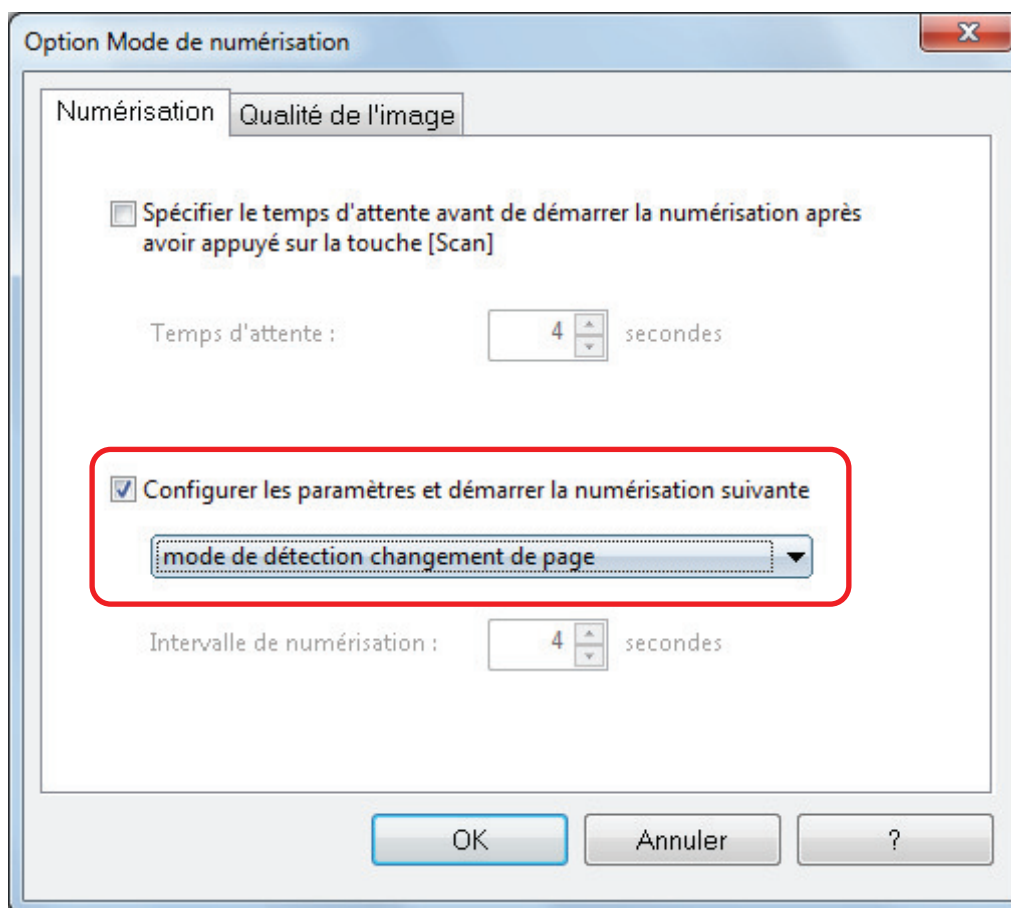 Option Mode de numérisation
Numérisation
Qualité de l'image
Spécifier le temps d'attente avant de démarrer la numérisation après
avoir appuyé sur la touche [Scan]
Temps d'attente :
4
secondes
Configurer les paramètres et démarrer la numérisation suivante
mode de détection changement de page
Intervalle de numérisation :
4
secondes
OK
Annuler
?